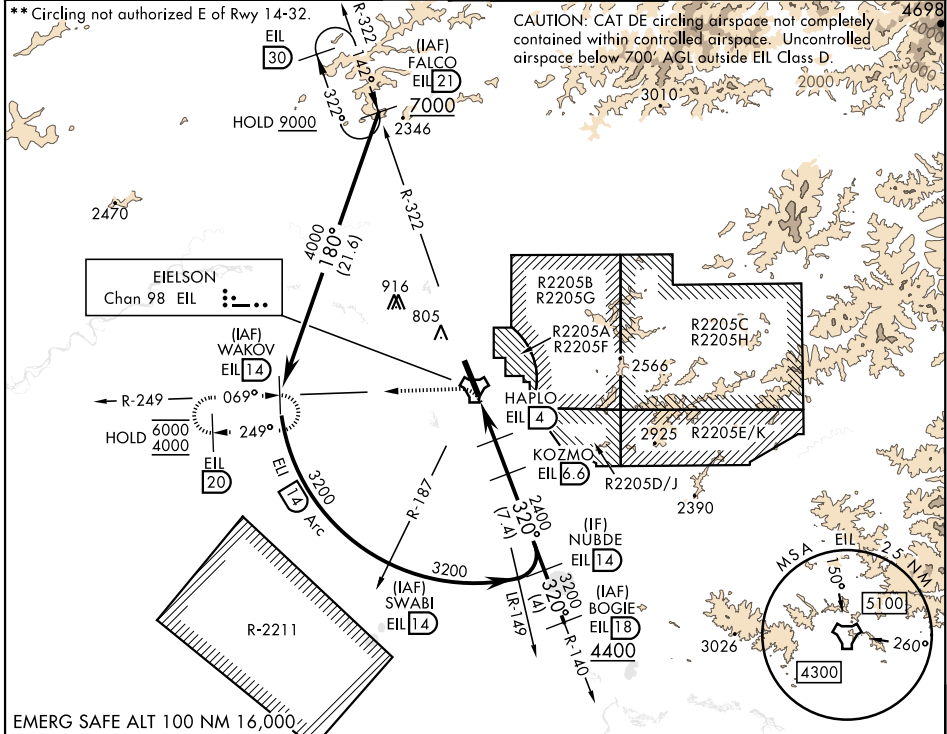 ** Circling not authorized E of Rwy 14-32.
CAUTION: CAT DE circling airspace not completely
contained within controlled airspace. Uncontrolled
airspace below 700' AGL outside EIL Class D.
4698
R-322
EIL
30
142°
322°
(IAF)
FALCO
EIL 21
7000
HOLD 9000
2346
3010
2000
2470
R-322
4000
180°
(21.6)
EIELSON
Chan 98 EIL
916
805
R2205B
R2205G
R2205A
R2205F
R2205C
R2205H
2566
(IAF)
WAKOV
EIL 14
R-249
069°
HOLD 6000
4000
249°
EIL
20
HAPLO
EIL 4
2925
R2205E/K
KOZMO
EIL 6.6
R2205D/J
2390
ELI 14 Arc
3200
R-187
2400
320°
(7.4)
(IF)
NUBDE
EIL 14
3200
(IAF)
SWABI
EIL 14
LR-149
3200
320°
(4)
(IAF)
BOGIE
EIL 18
4400
R-140
R-2211
3026
MSA EIL 25 NM
150°
5100
260°
4300
EMERG SAFE ALT 100 NM 16,000